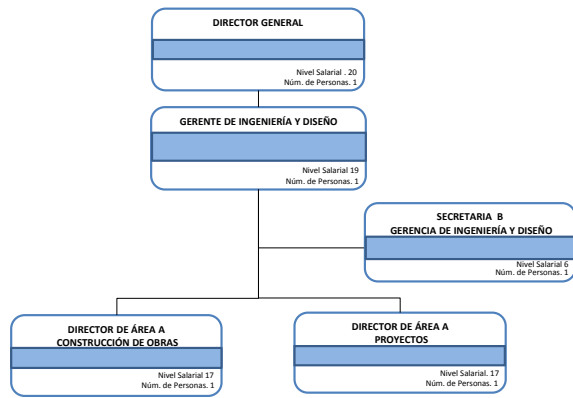 DIRECTOR GENERAL
Nivel Salarial . 20
Núm. de Personas. 1
GERENTE DE INGENIERÍA Y DISEÑO
Nivel Salarial 19
Núm. de Personas. 1
SECRETARIA B
GERENCIA DE INGENIERÍA Y DISEÑO
Nivel Salarial 6
Núm. de Personas. 1
DIRECTOR DE ÁREA A
CONSTRUCCIÓN DE OBRAS
Nivel Salarial 17
Núm. de Personas. 1
DIRECTOR DE ÁREA A
PROYECTOS
Nivel Salarial. 17
Núm. de Personas. 1